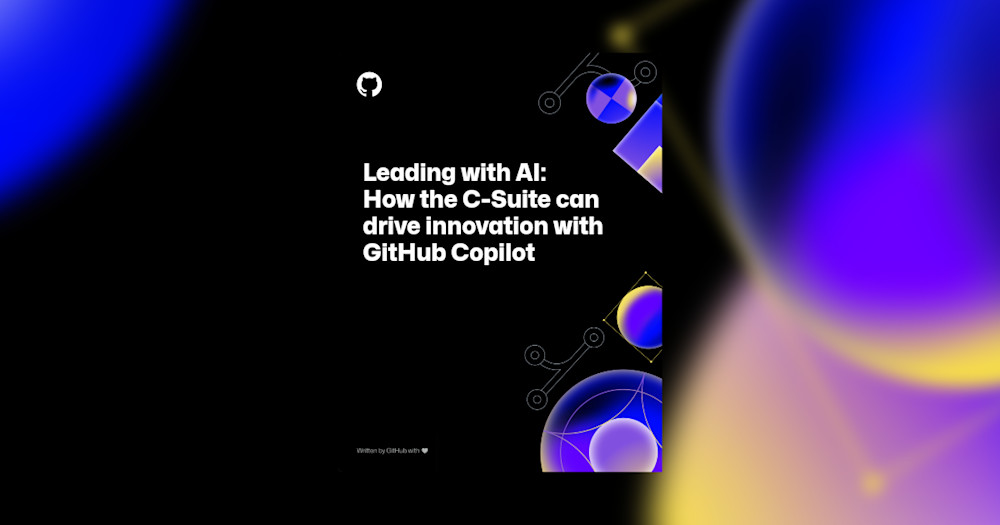 Leading with AI:
How the C-Suite can
drive innovation with
GitHub Copilot
Written by GitHub with 🤍